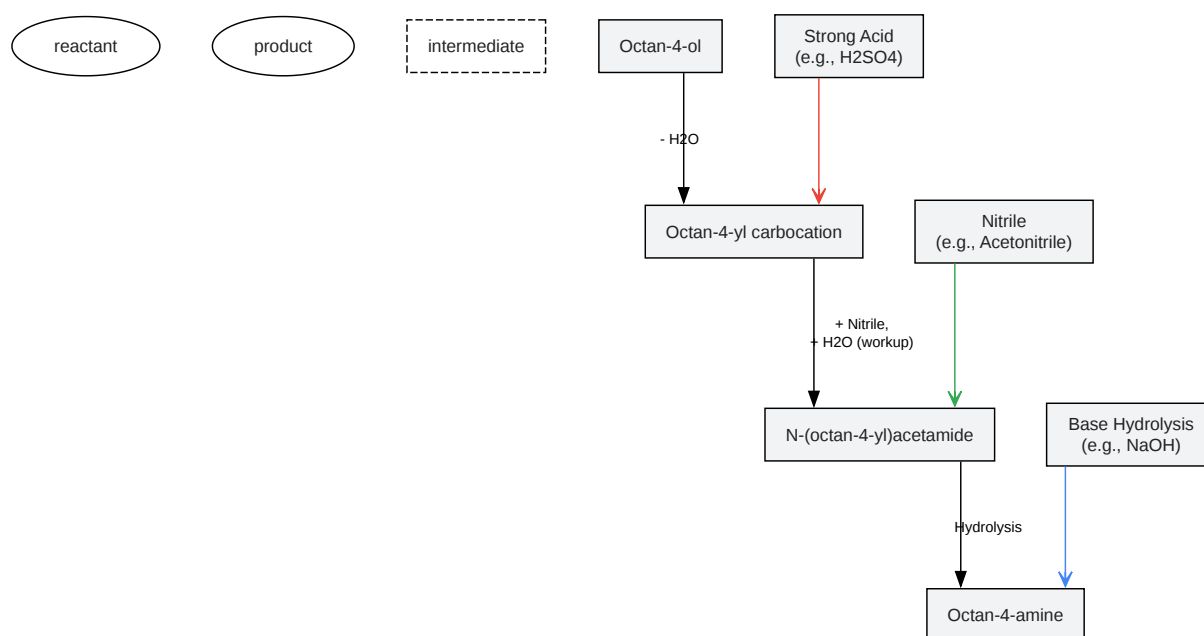 reactant
product
intermediate
Octan-4-ol
Strong Acid
(e.g., H2SO4)
- H2O
Octan-4-yl carbocation
Nitrile
(e.g., Acetonitrile)
+ Nitrile,
+ H2O (workup)
N-(octan-4-yl)acetamide
Base Hydrolysis
(e.g., NaOH)
Hydrolysis
Octan-4-amine